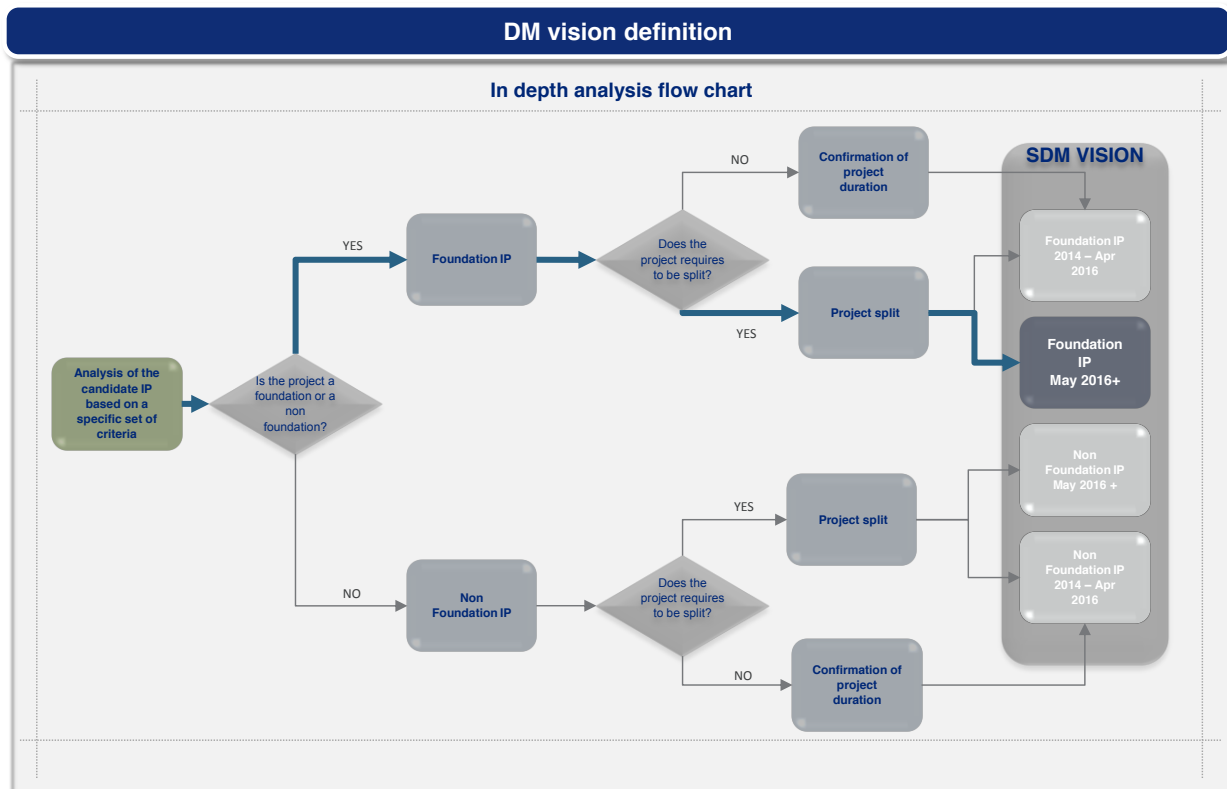 DM vision definition
In depth analysis flow chart
NO
Confirmation of
project
duration
SDM VISION
YES
Foundation IP
Does the
project requires
to be split?
Foundation IP
2014 – Apr
2016
YES
Project split
Foundation
IP
May 2016+
Analysis of the
candidate IP
based on a
specific set of
criteria
Is the project a
foundation or a
non
foundation?
Non
Foundation IP
May 2016 +
YES
Project split
NO
Non
Foundation IP
Does the
project requires
to be split?
Non
Foundation IP
2014 – Apr
2016
NO
Confirmation of
project
duration